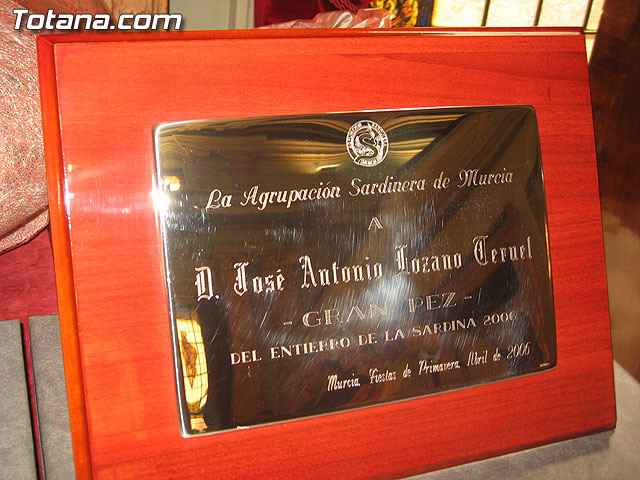 Totana.com
La Agrupación Sardinera de Murcia
A
D. José Antonio Lozano Teruel
- GRAN PEZ -
DEL ENTIERRO DE LA SARDINA 2006
Murcia, Fiestas de Primavera, Abril de 2006